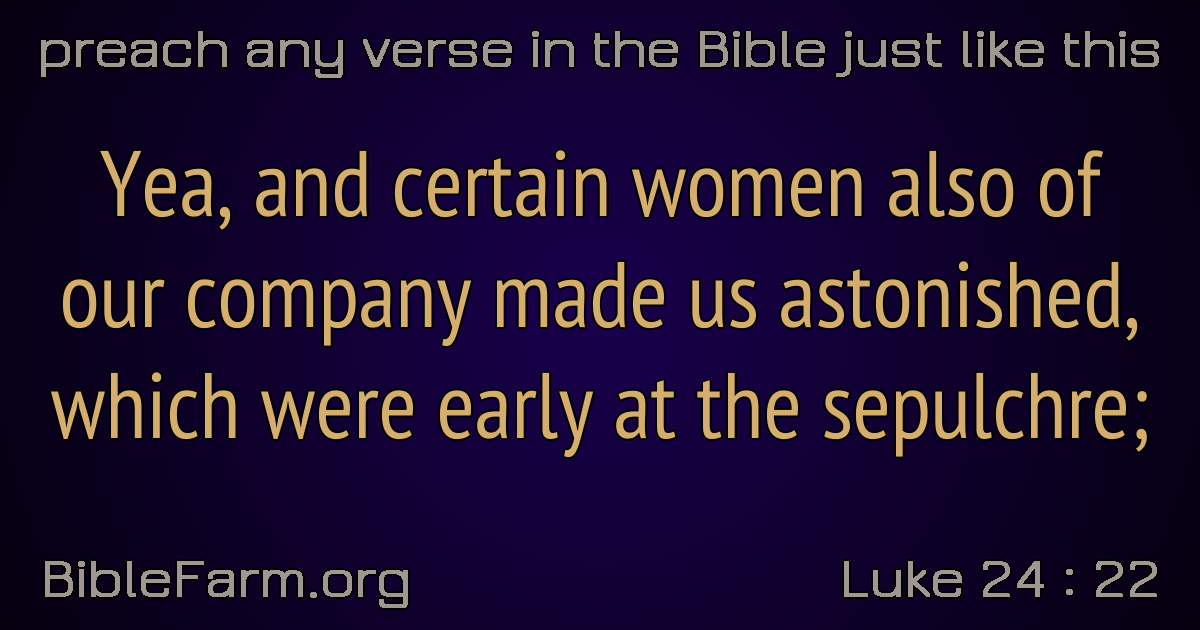 preach any verse in the Bible just like this
Yea, and certain women also of
our company made us astonished,
which were early at the sepulchre;
BibleFarm.org
Luke 24 : 22